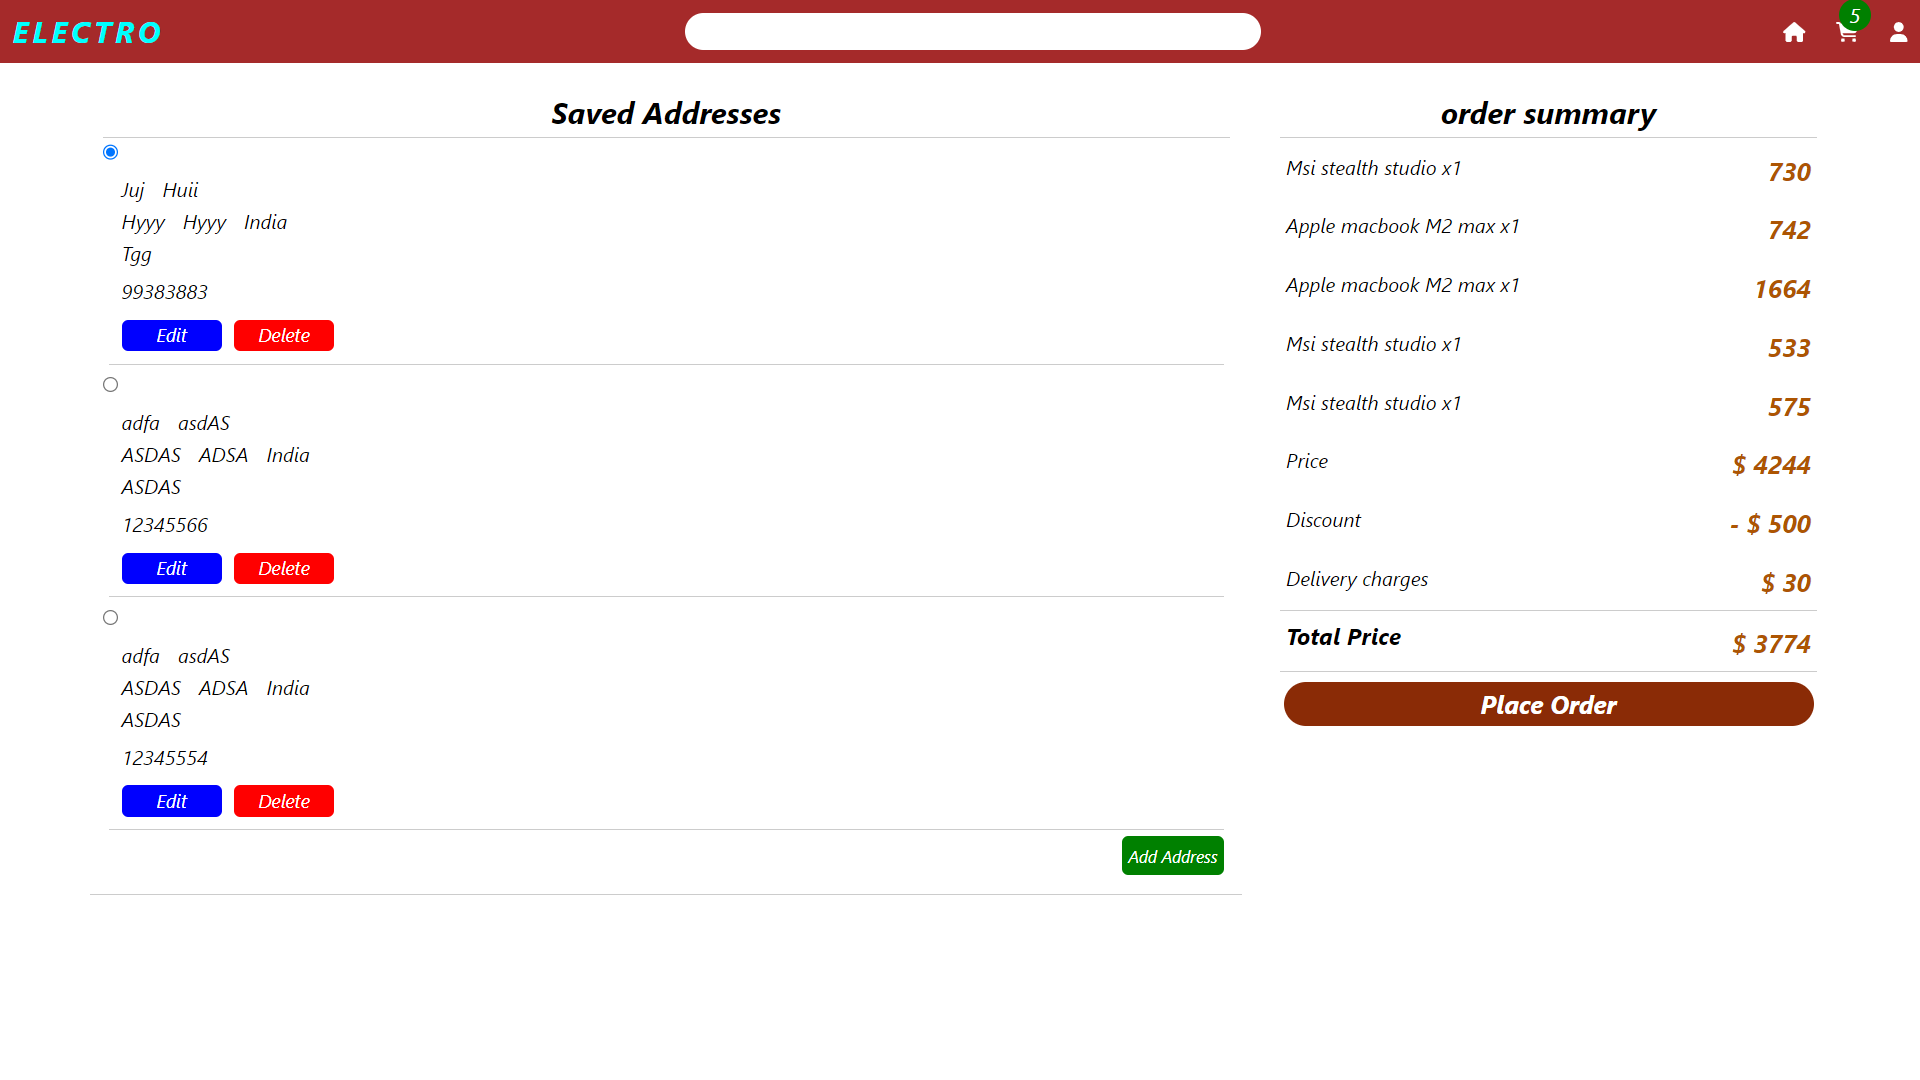 ELECTRO
5
Saved Addresses
Juj Huii
Hyyy Hyyy India
Tgg
99383883
Edit Delete
adfa asdAS
ASDAS ADSA India
ASDAS
12345566
Edit Delete
adfa asdAS
ASDAS ADSA India
ASDAS
12345554
Edit Delete
Add Address
order summary
Msi stealth studio x1 730
Apple macbook M2 max x1 742
Apple macbook M2 max x1 1664
Msi stealth studio x1 533
Msi stealth studio x1 575
Price $ 4244
Discount - $ 500
Delivery charges $ 30
Total Price $ 3774
Place Order